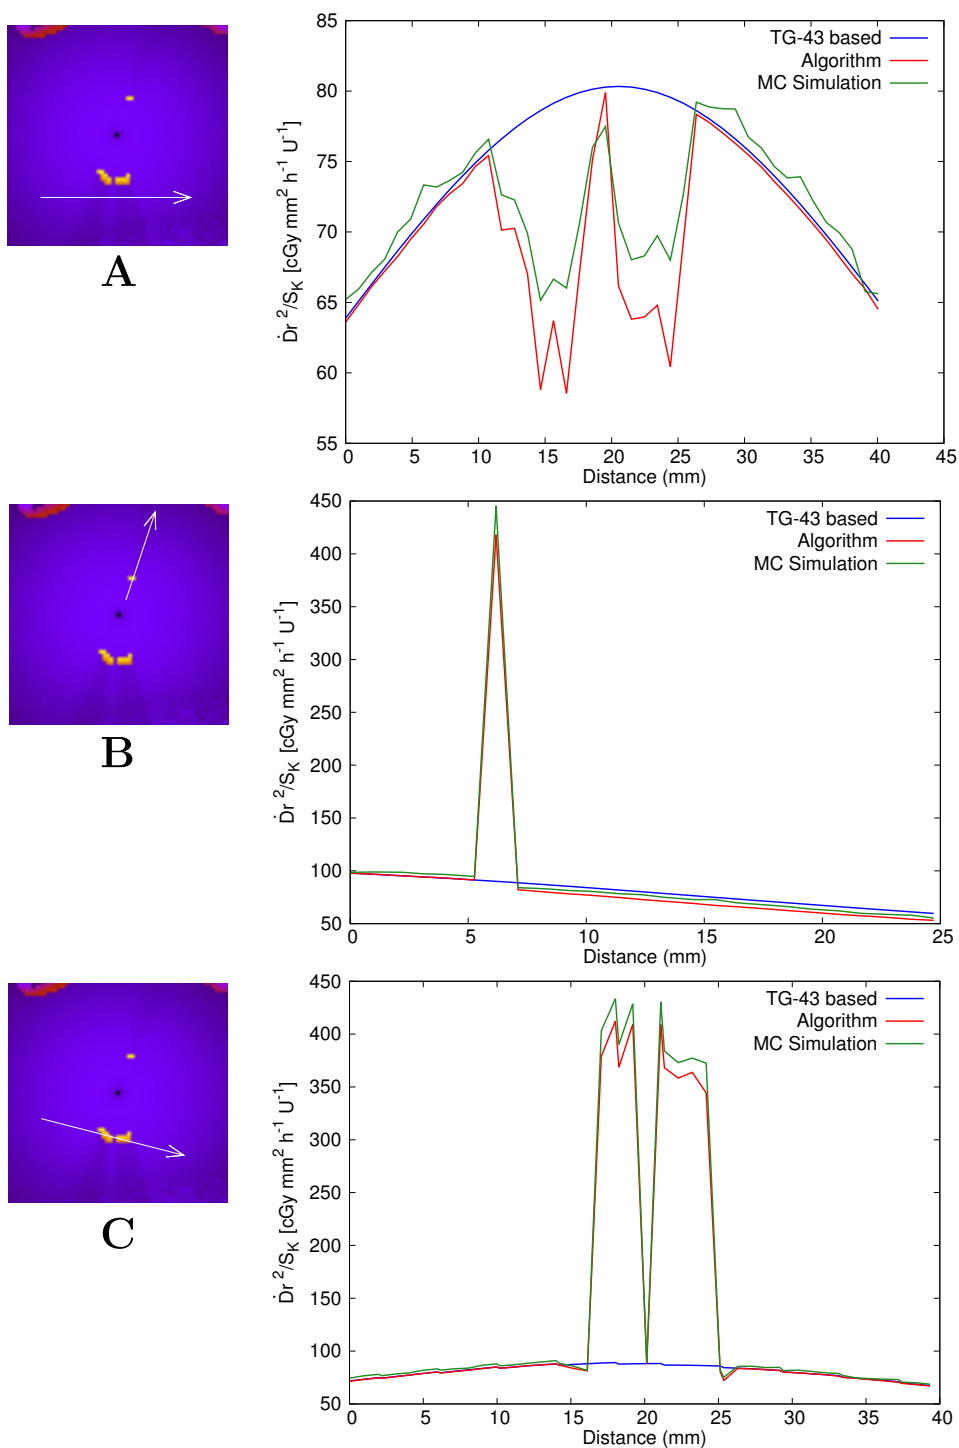 85
80
75
70
65
60
55
0 5 10 15 20 25 30 35 40 45
Distance (mm)
Ḋr ²/S_K [cGy mm² h⁻¹ U⁻¹]
TG-43 based
Algorithm
MC Simulation
A
450
400
350
300
250
200
150
100
50
0 5 10 15 20 25
Distance (mm)
Ḋr ²/S_K [cGy mm² h⁻¹ U⁻¹]
TG-43 based
Algorithm
MC Simulation
B
450
400
350
300
250
200
150
100
50
0 5 10 15 20 25 30 35 40
Distance (mm)
Ḋr ²/S_K [cGy mm² h⁻¹ U⁻¹]
TG-43 based
Algorithm
MC Simulation
C